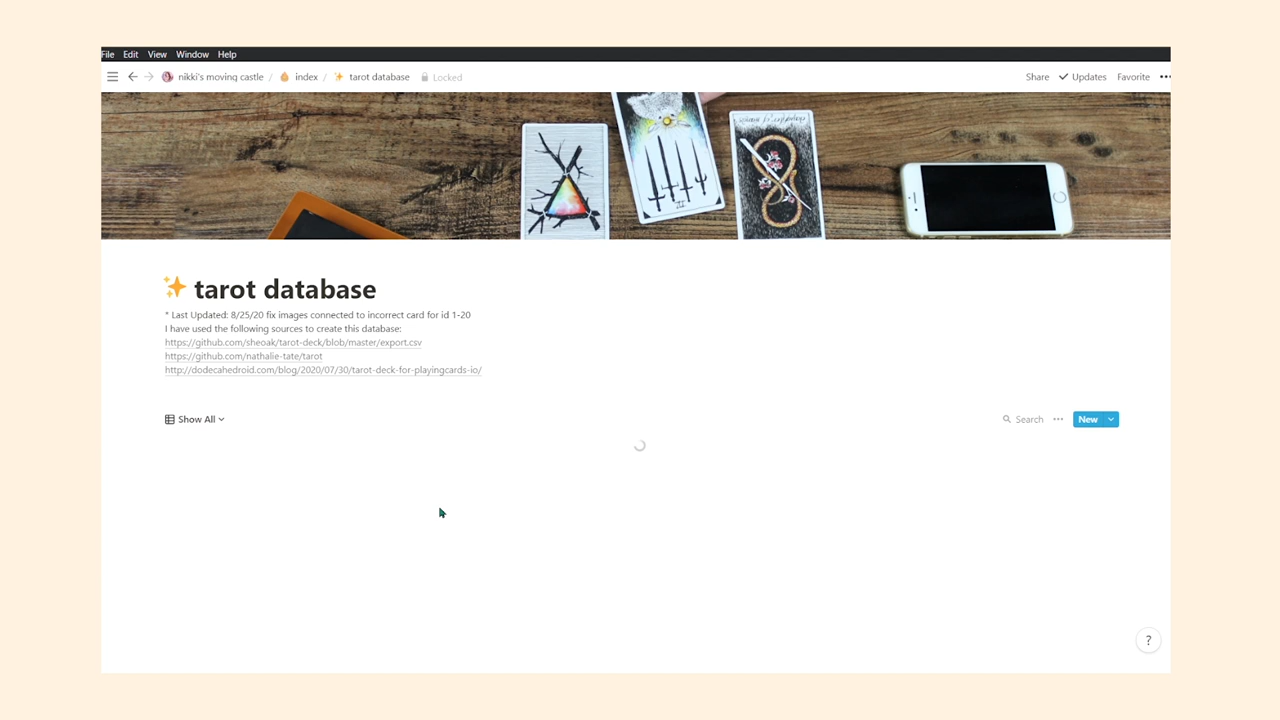 File Edit View Window Help
nikki's moving castle / index / tarot database Locked
Share Updates Favorite
tarot database
* Last Updated: 8/25/20 fix images connected to incorrect card for id 1-20
I have used the following sources to create this database:
https://github.com/sheoak/tarot-deck/blob/master/export.csv
https://github.com/nathalie-tate/tarot
http://dodecahedroid.com/blog/2020/07/30/tarot-deck-for-playingcards-io/
Show All
Search
New
?